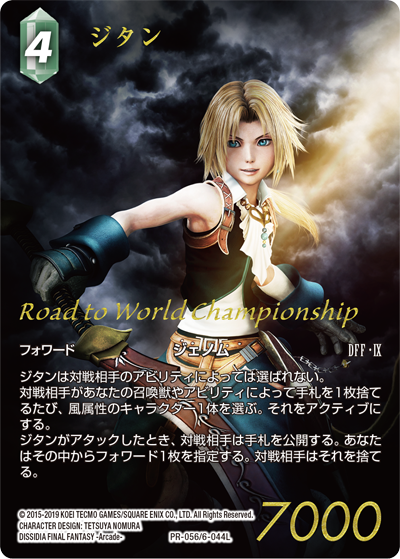 4
ジタン
Road to World Championship
フォワード
ジェノム
DFF・IX
ジタンは対戦相手のアビリティによっては選ばれない。
対戦相手があなたの召喚獣やアビリティによって手札を1枚捨て
るたび、風属性のキャラクター1体を選ぶ。それをアクティブに
する。
ジタンがアタックしたとき、対戦相手は手札を公開する。あなた
はその中からフォワード1枚を指定する。対戦相手はそれを捨て
る。
© 2015-2019 KOEI TECMO GAMES/SQUARE ENIX CO., LTD. All Rights Reserved.
CHARACTER DESIGN: TETSUYA NOMURA
DISSIDIA FINAL FANTASY -Arcade-
PR-056/6-044L
7000